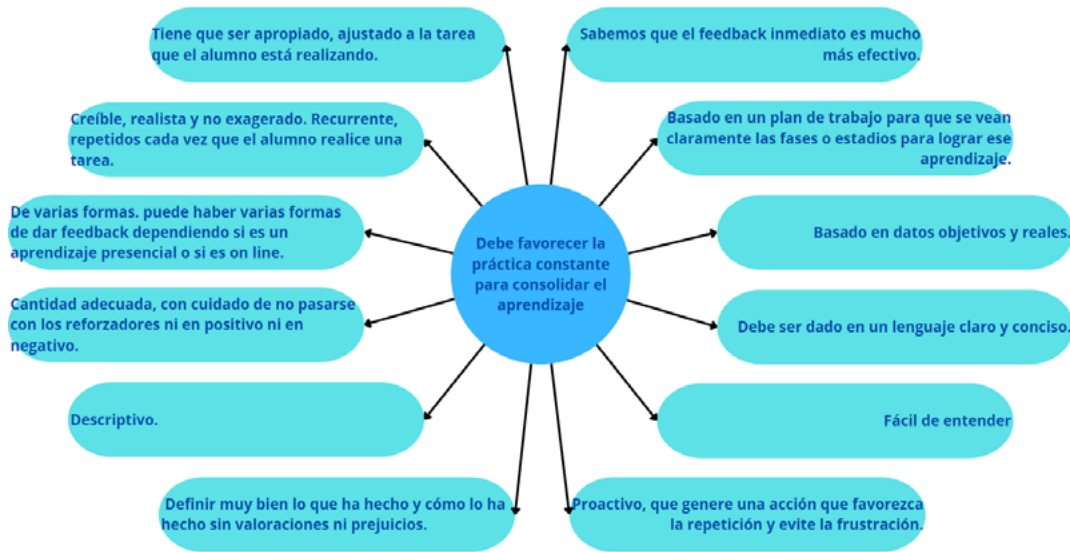 Tiene que ser apropiado, ajustado a la tarea
que el alumno está realizando.
Sabemos que el feedback inmediato es mucho
más efectivo.
Creíble, realista y no exagerado. Recurrente,
repetidos cada vez que el alumno realice una
tarea.
Basado en un plan de trabajo para que se vean
claramente las fases o estadios para lograr ese
aprendizaje.
De varias formas. puede haber varias formas
de dar feedback dependiendo si es un
aprendizaje presencial o si es on line.
Debe favorecer la
práctica constante
para consolidar el
aprendizaje
Basado en datos objetivos y reales.
Cantidad adecuada, con cuidado de no pasarse
con los reforzadores ni en positivo ni en
negativo.
Debe ser dado en un lenguaje claro y conciso.
Descriptivo.
Fácil de entender
Definir muy bien lo que ha hecho y cómo lo ha
hecho sin valoraciones ni prejuicios.
Proactivo, que genere una acción que favorezca
la repetición y evite la frustración.